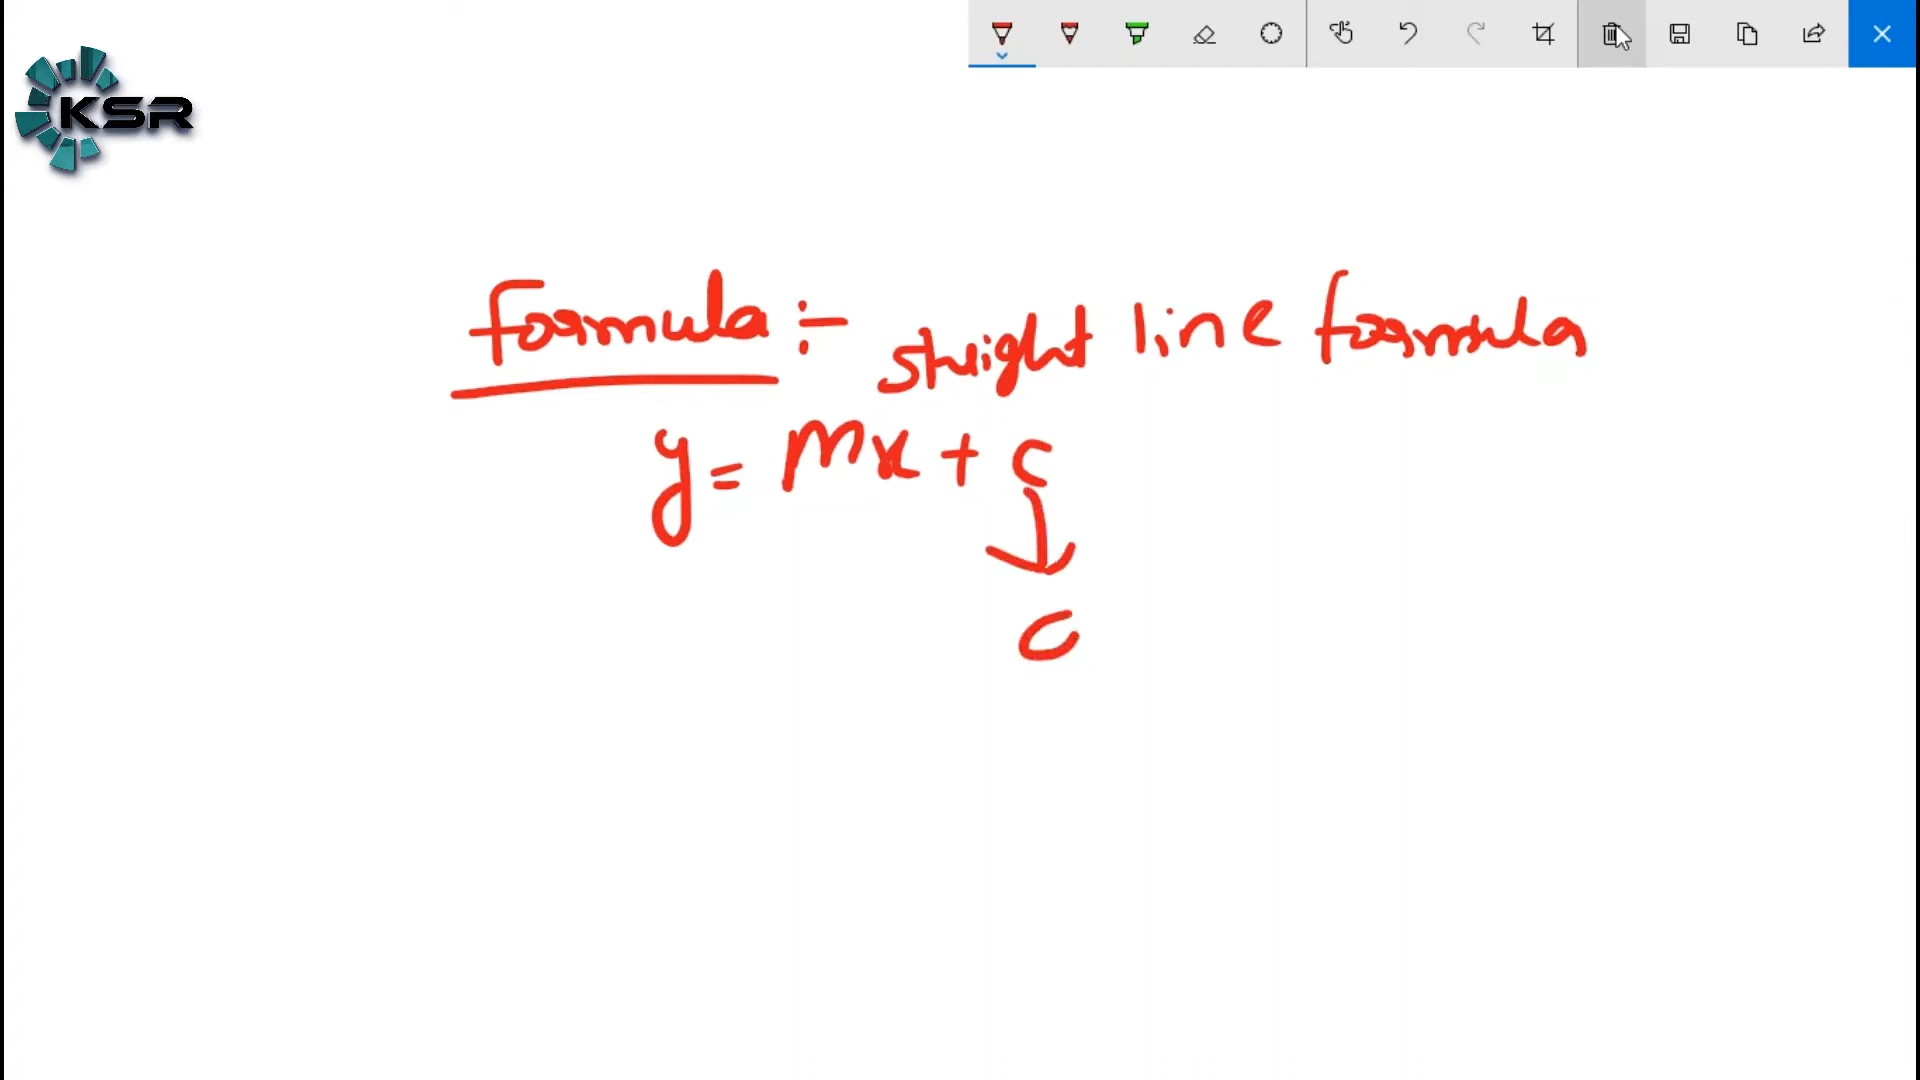 KSR
formula :- straight line formula
y = mx + c
c